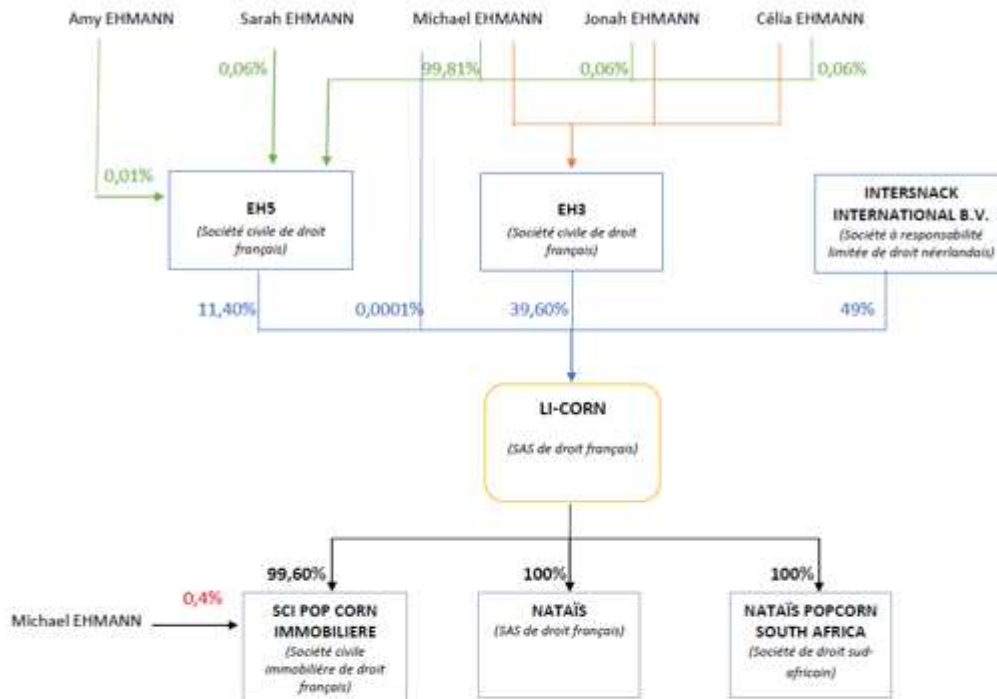 Amy EHMANN Sarah EHMANN Michael EHMANN Jonah EHMANN Célia EHMANN
0,06% 99,81% 0,06% 0,06%
0,01%
EH5
(Société civile de droit
français)
EH3
(Société civile de droit
français)
INTERSNACK
INTERNATIONAL B.V.
(Société à responsabilité
limitée de droit néerlandais)
11,40% 0,0001% 39,60% 49%
LI-CORN
(SAS de droit français)
99,60% 100% 100%
Michael EHMANN
0,4%
SCI POP CORN
IMMOBILIERE
(Société civile
immobilière de droit
français)
NATAÏS
(SAS de droit français)
NATAÏS POPCORN
SOUTH AFRICA
(Société de droit sud-
africain)